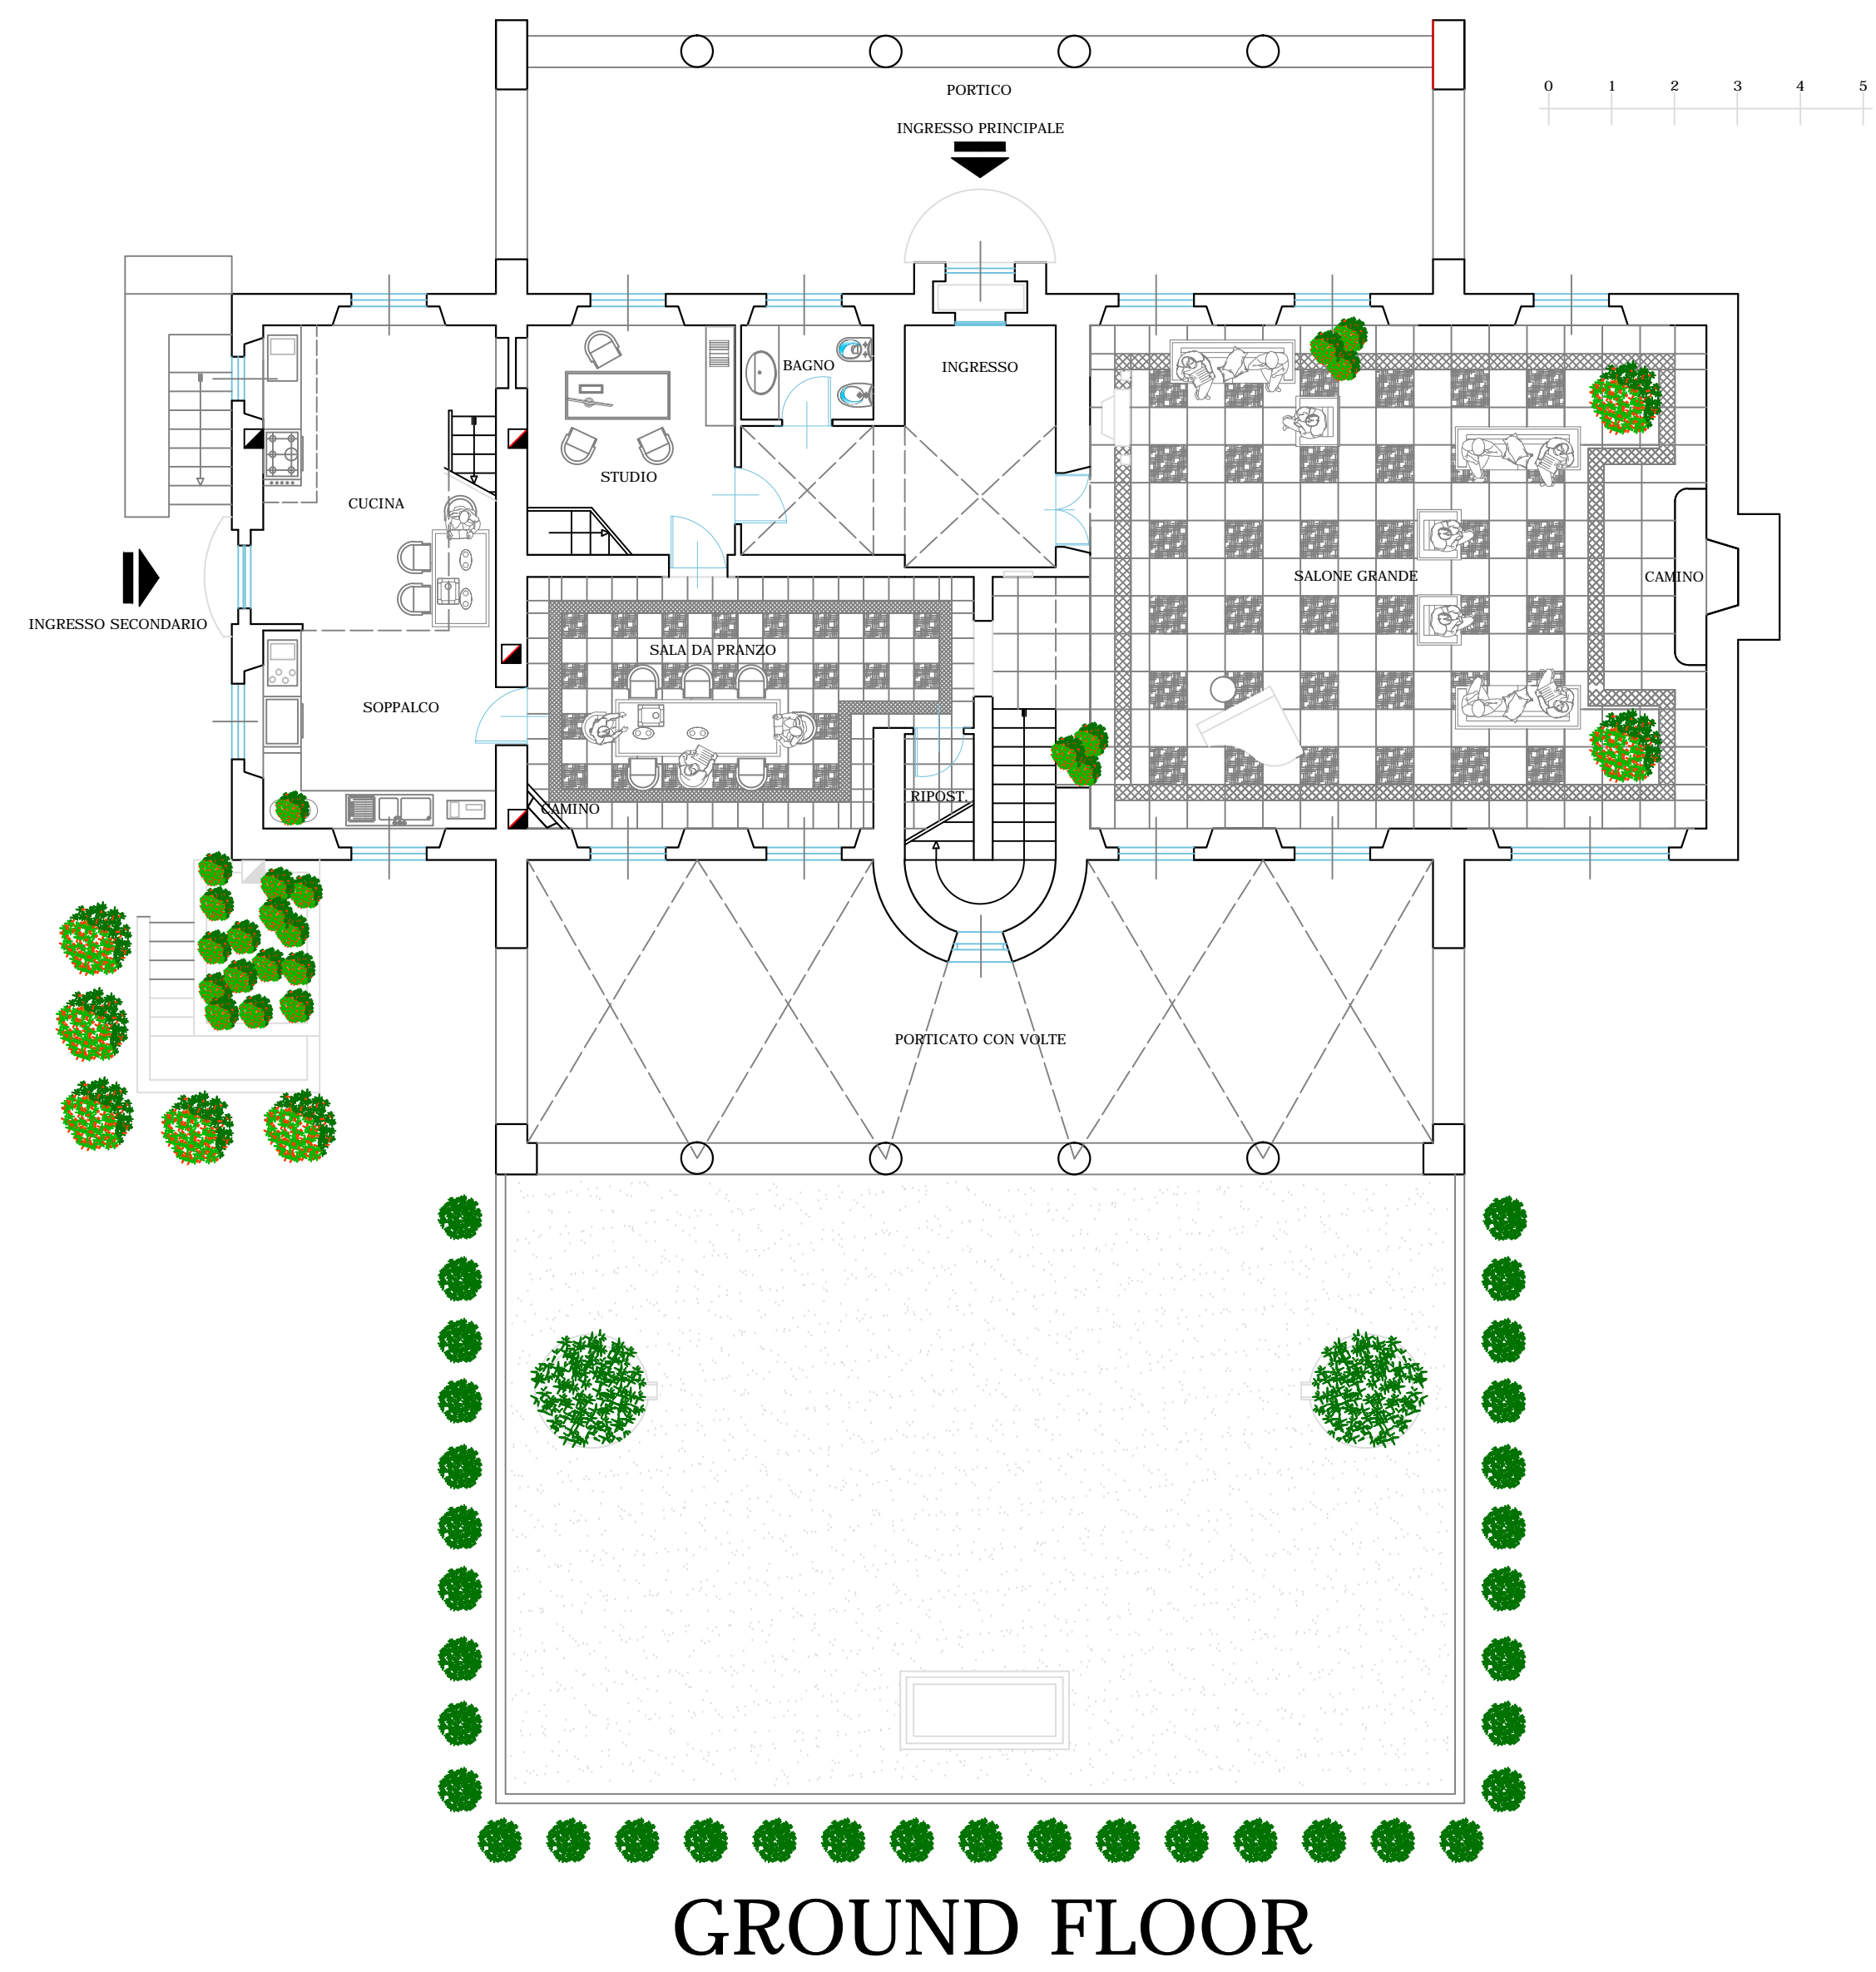 0 1 2 3 4 5
PORTICO
INGRESSO PRINCIPALE
BAGNO
INGRESSO
STUDIO
CUCINA
SALONE GRANDE
CAMINO
INGRESSO SECONDARIO
SALA DA PRANZO
SOPPALCO
RIPOST.
CAMINO
PORTICATO CON VOLTE
GROUND FLOOR